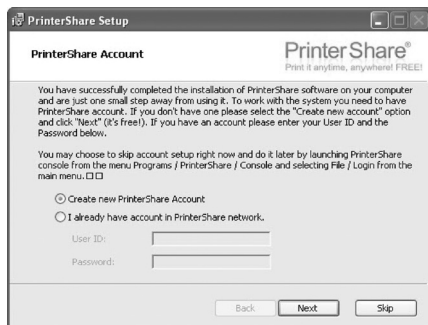 PrinterShare Setup
PrinterShare Account
PrinterShare®
Print it anytime, anywhere! FREE!
You have successfully completed the installation of PrinterShare software on your computer
and are just one small step away from using it. To work with the system you need to have
PrinterShare account. If you don't have one please select the "Create new account" option
and click "Next" (it's free!). If you have an account please enter your User ID and the
Password below.
You may choose to skip account setup right now and do it later by launching PrinterShare
console from the menu Programs / PrinterShare / Console and selecting File / Login from the
main menu.□□
Create new PrinterShare Account
I already have account in PrinterShare network.
User ID:
Password:
Back
Next
Skip